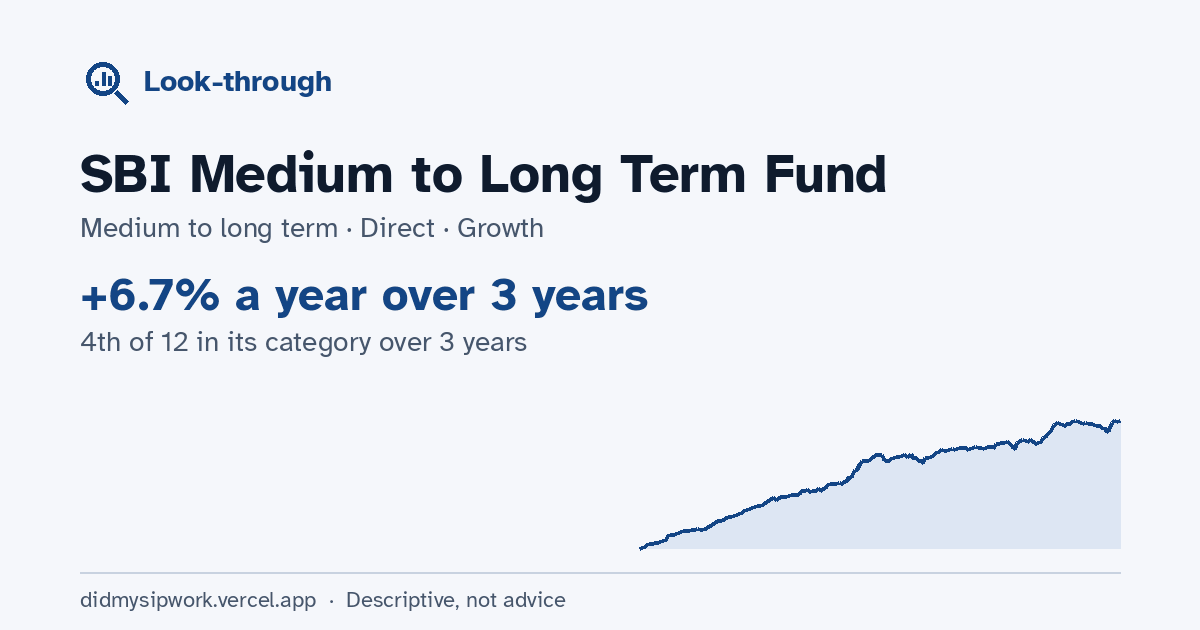 Look-through
SBI Medium to Long Term Fund
Medium to long term · Direct · Growth
+6.7% a year over 3 years
4th of 12 in its category over 3 years
didmysipwork.vercel.app · Descriptive, not advice